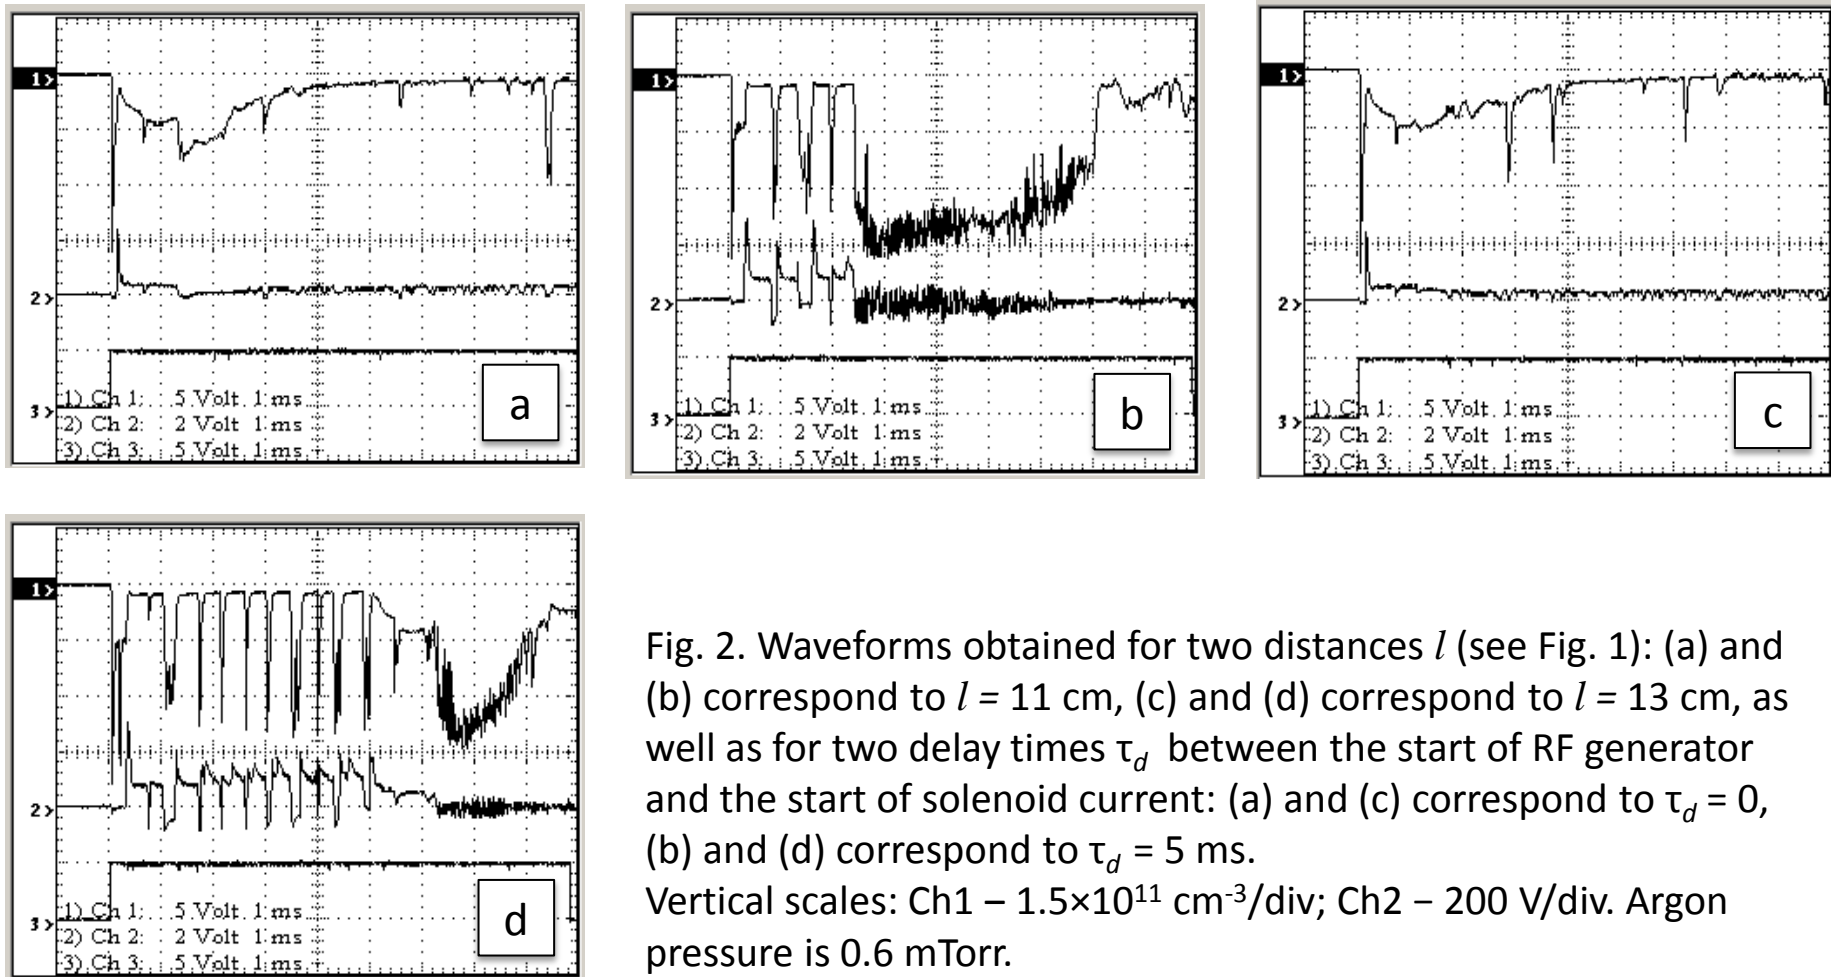 1>
2>
3>
1) Ch 1: 5 Volt 1 ms
2) Ch 2: 2 Volt 1 ms
3) Ch 3: 5 Volt 1 ms
a
1>
2>
3>
1) Ch 1: 5 Volt 1 ms
2) Ch 2: 2 Volt 1 ms
3) Ch 3: 5 Volt 1 ms
b
1>
2>
3>
1) Ch 1: 5 Volt 1 ms
2) Ch 2: 2 Volt 1 ms
3) Ch 3: 5 Volt 1 ms
c
1>
2>
3>
1) Ch 1: 5 Volt 1 ms
2) Ch 2: 2 Volt 1 ms
3) Ch 3: 5 Volt 1 ms
d
Fig. 2. Waveforms obtained for two distances l (see Fig. 1): (a) and
(b) correspond to l = 11 cm, (c) and (d) correspond to l = 13 cm, as
well as for two delay times τd between the start of RF generator
and the start of solenoid current: (a) and (c) correspond to τd = 0,
(b) and (d) correspond to τd = 5 ms.
Vertical scales: Ch1 – 1.5×10¹¹ cm⁻³/div; Ch2 – 200 V/div. Argon
pressure is 0.6 mTorr.